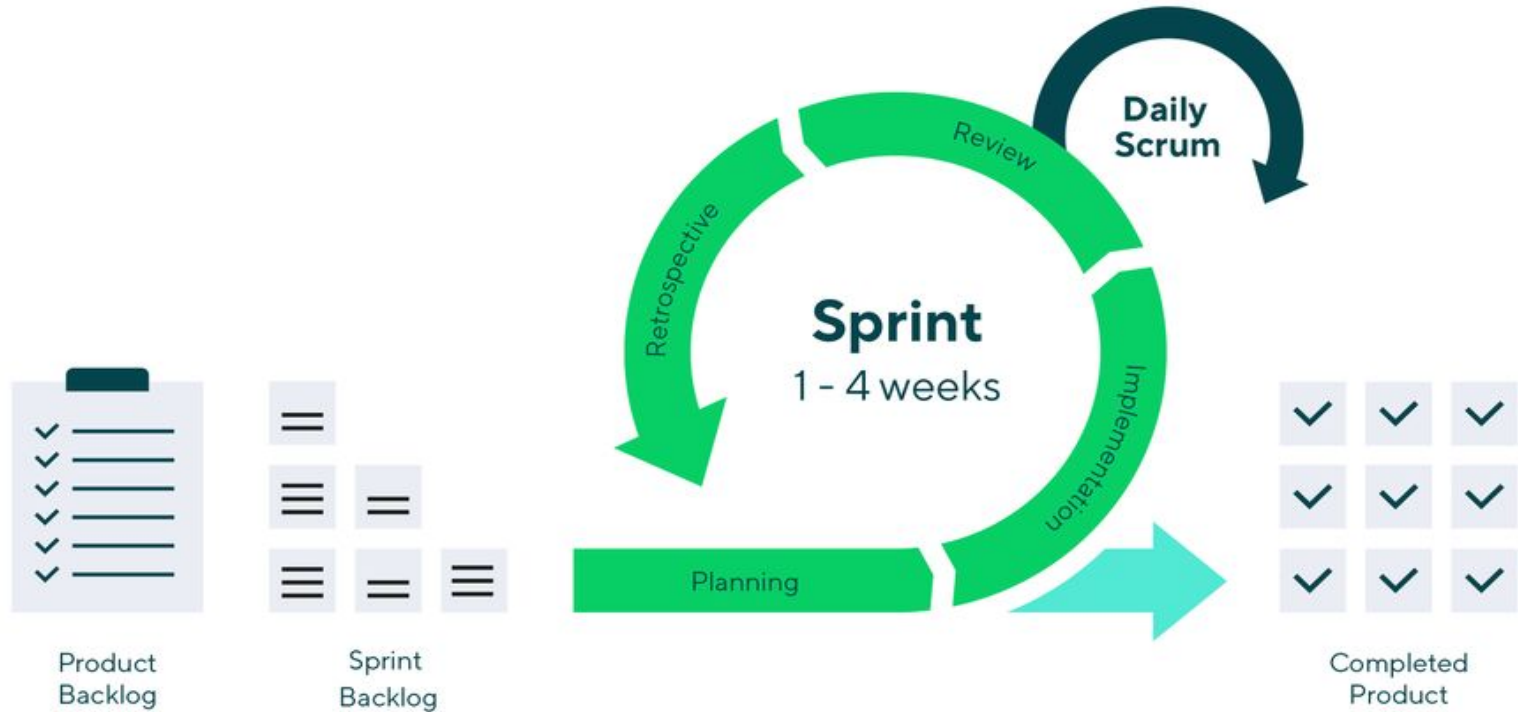 Daily
Scrum
Review
Retrospective
Sprint
1 - 4 weeks
Implementation
Planning
Product
Backlog
Sprint
Backlog
Completed
Product